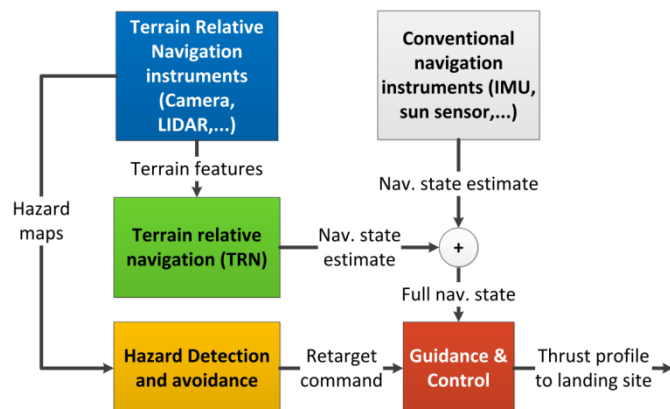 Terrain Relative
Navigation
instruments
(Camera,
LIDAR,...)
Conventional
navigation
instruments (IMU,
sun sensor,...)
Terrain features
Nav. state estimate
Hazard
maps
Terrain relative
navigation (TRN)
Nav. state
estimate
+
Full nav. state
Hazard Detection
and avoidance
Retarget
command
Guidance &
Control
Thrust profile
to landing site